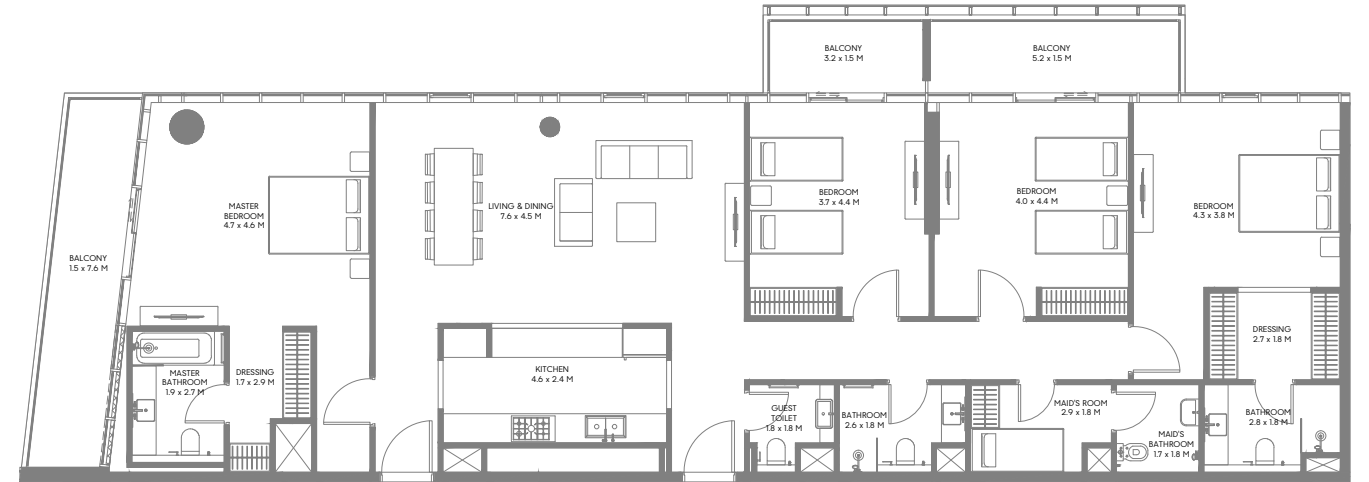 BALCONY
3.2 x 1.5 M
BALCONY
5.2 x 1.5 M
MASTER
BEDROOM
4.7 x 4.6 M
LIVING & DINING
7.6 x 4.5 M
BEDROOM
3.7 x 4.4 M
BEDROOM
4.0 x 4.4 M
BEDROOM
4.3 x 3.8 M
BALCONY
1.5 x 7.6 M
MASTER
BATHROOM
1.9 x 2.7 M
DRESSING
1.7 x 2.9 M
KITCHEN
4.6 x 2.4 M
DRESSING
2.7 x 1.8 M
GUEST
TOILET
1.8 x 1.8 M
BATHROOM
2.6 x 1.8 M
MAID'S ROOM
2.9 x 1.8 M
MAID'S
BATHROOM
1.7 x 1.8 M
BATHROOM
2.8 x 1.8 M